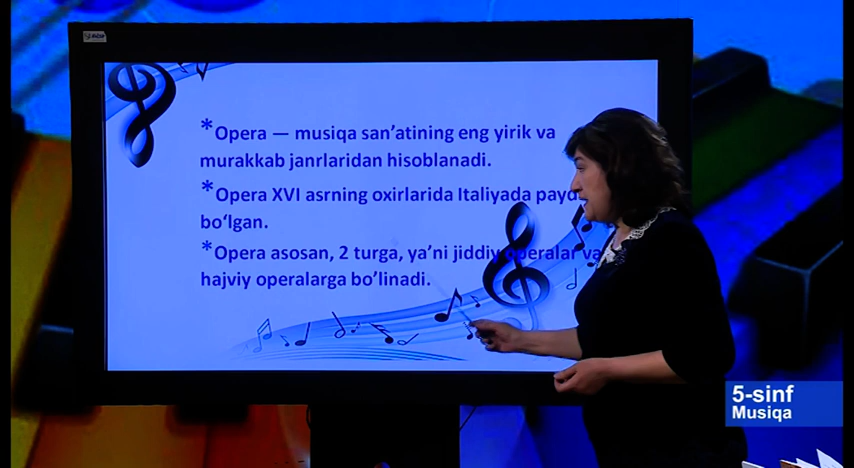 *Opera — musiqa san’atining eng yirik va
murakkab janrlaridan hisoblanadi.
*Opera XVI asrning oxirlarida Italiyada
bo‘lgan.
*Opera asosan, 2 turga, ya’ni jiddiy operalar va
hajviy operalarga bo’linadi.
5-sinf
Musiqa